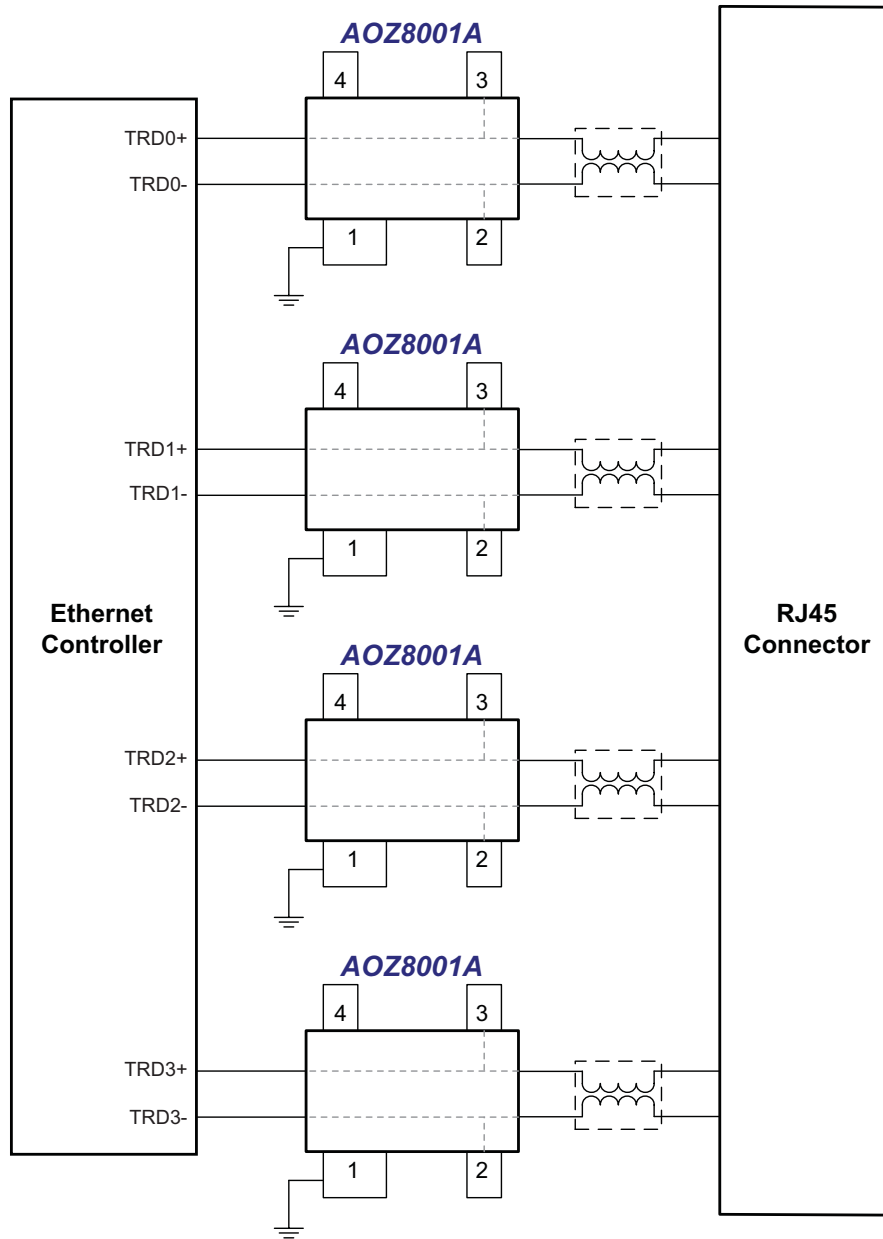 AOZ8001A
4 3
TRD0+
TRD0-
1 2
AOZ8001A
4 3
TRD1+
TRD1-
1 2
Ethernet
Controller
RJ45
Connector
AOZ8001A
4 3
TRD2+
TRD2-
1 2
AOZ8001A
4 3
TRD3+
TRD3-
1 2